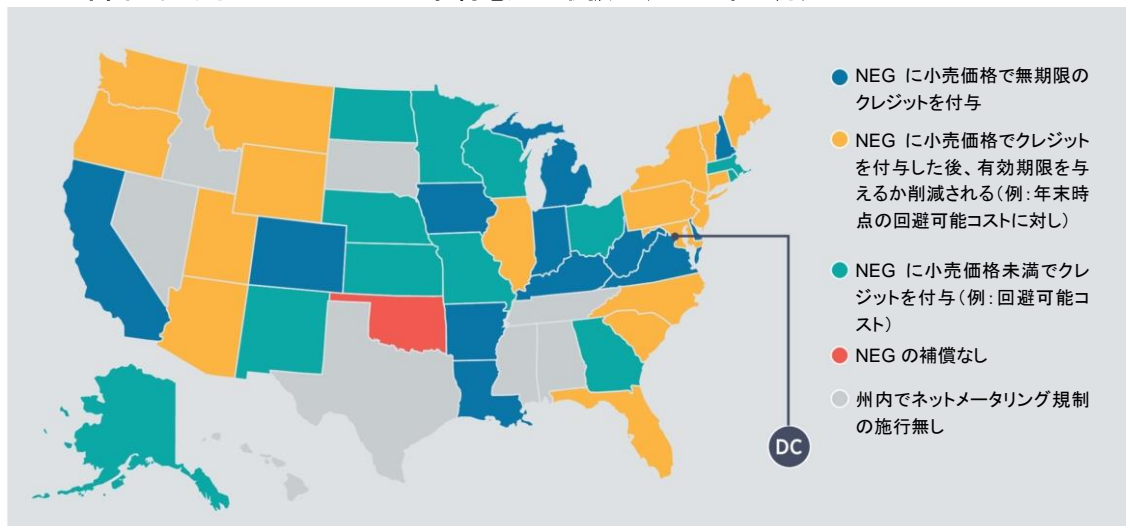 NEG に小売価格で無期限の
クレジットを付与
NEG に小売価格でクレジット
を付与した後、有効期限を与
えるか削減される(例:年末時
点の回避可能コストに対し)
NEG に小売価格未満でクレ
ジットを付与(例:回避可能コ
スト)
NEG の補償なし
州内でネットメータリング規制
の施行無し
DC